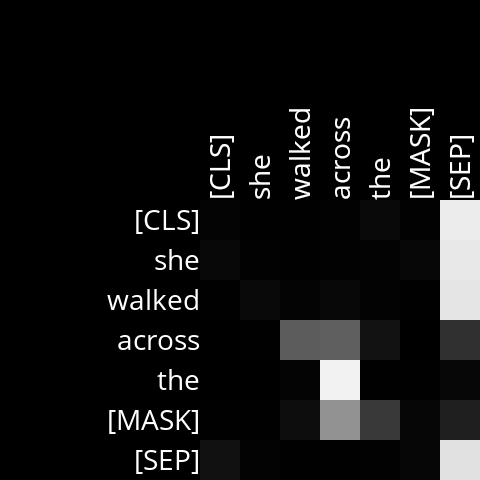 [CLS] she walked across the [MASK] [SEP]
[CLS]
she
walked
across
the
[MASK]
[SEP]